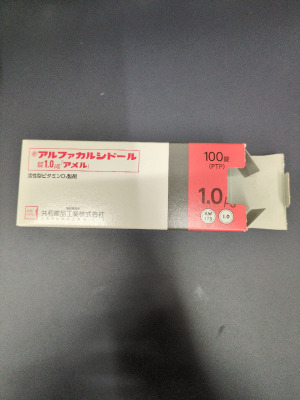 アルファカルシドール
錠1.0μg「アメル」
活性型ビタミンD₃製剤
共和薬品工業株式会社
100錠
(PTP)
1.0μg